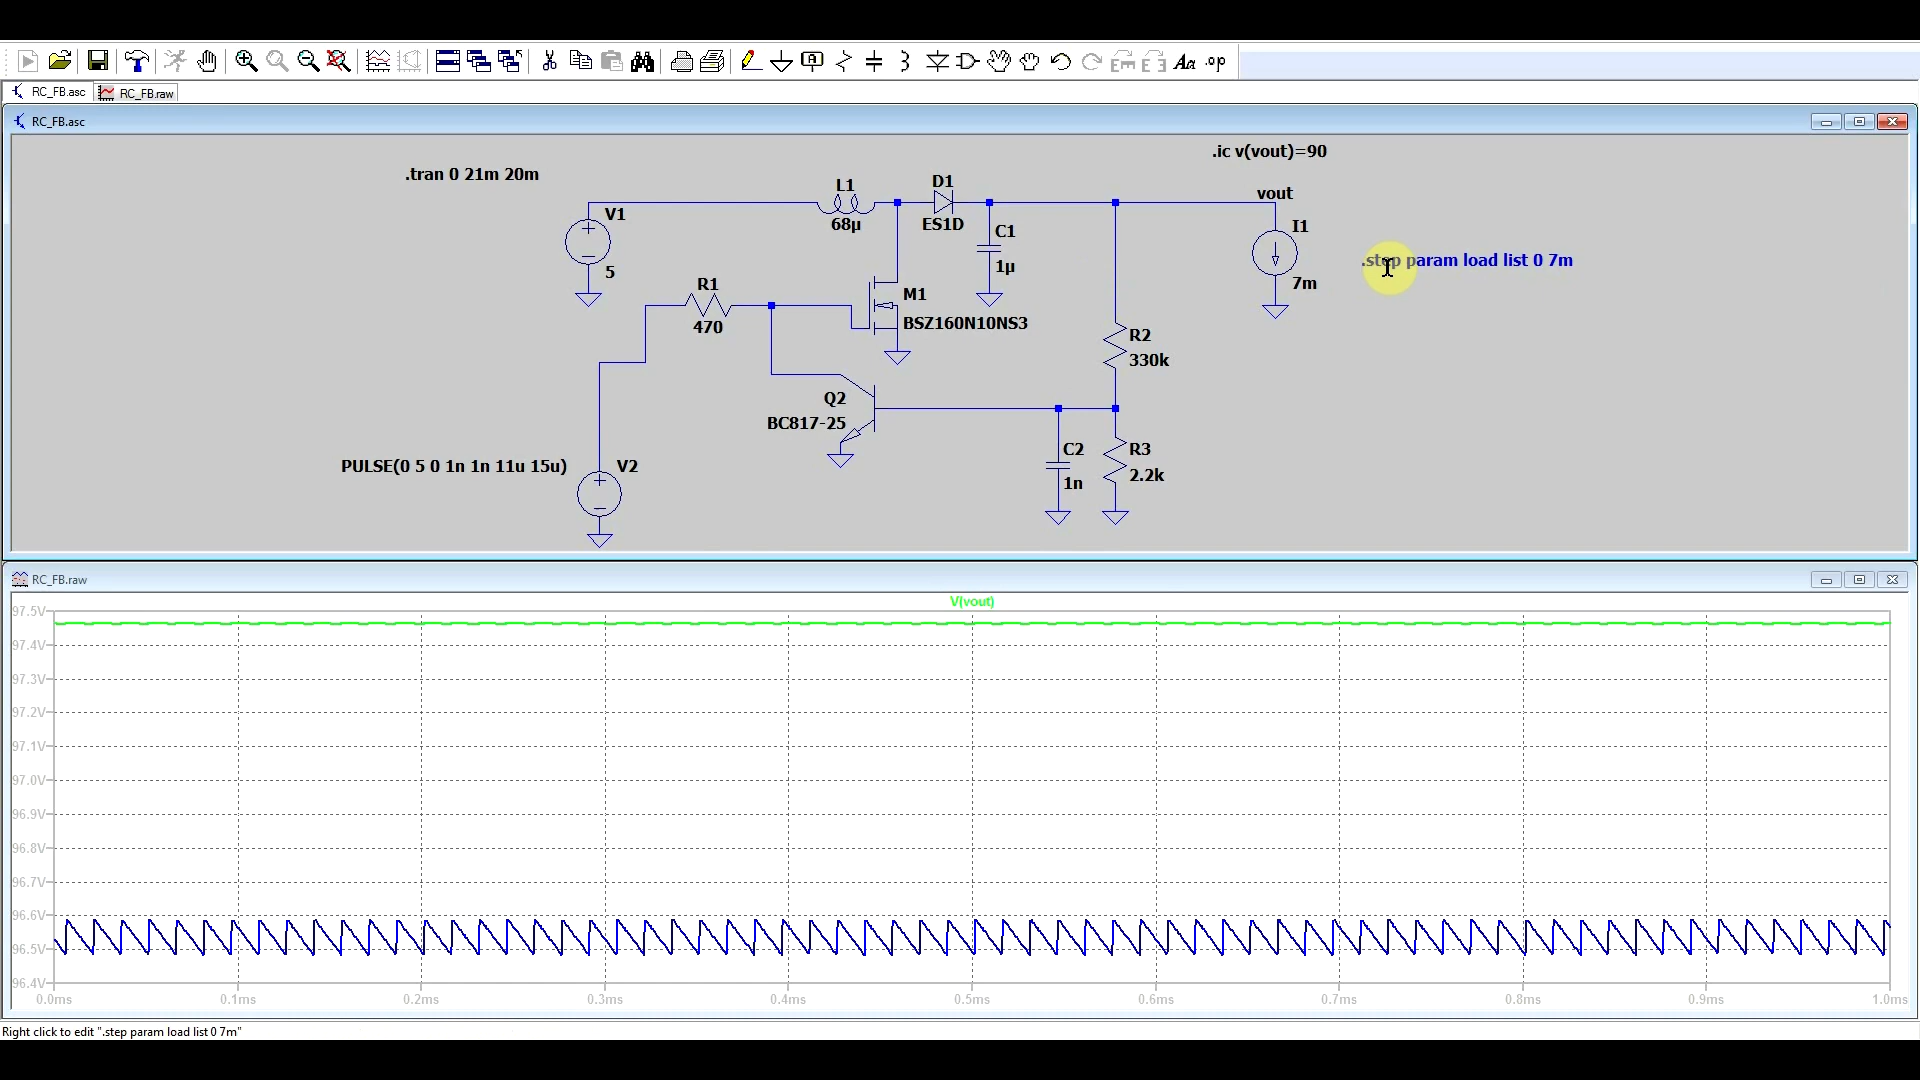 RC_FB.asc
RC_FB.raw
RC_FB.asc
.ic v(vout)=90
.tran 0 21m 20m
L1
68µ
D1
ES1D
vout
V1
5
C1
1µ
I1
7m
.step param load list 0 7m
R1
470
M1
BSZ160N10NS3
R2
330k
Q2
BC817-25
PULSE(0 5 0 1n 1n 11u 15u)
V2
C2
1n
R3
2.2k
RC_FB.raw
V(vout)
97.5V
97.4V
97.3V
97.2V
97.1V
97.0V
96.9V
96.8V
96.7V
96.6V
96.5V
96.4V
0.0ms 0.1ms 0.2ms 0.3ms 0.4ms 0.5ms 0.6ms 0.7ms 0.8ms 0.9ms 1.0ms
Right click to edit ".step param load list 0 7m"
Aa
.op